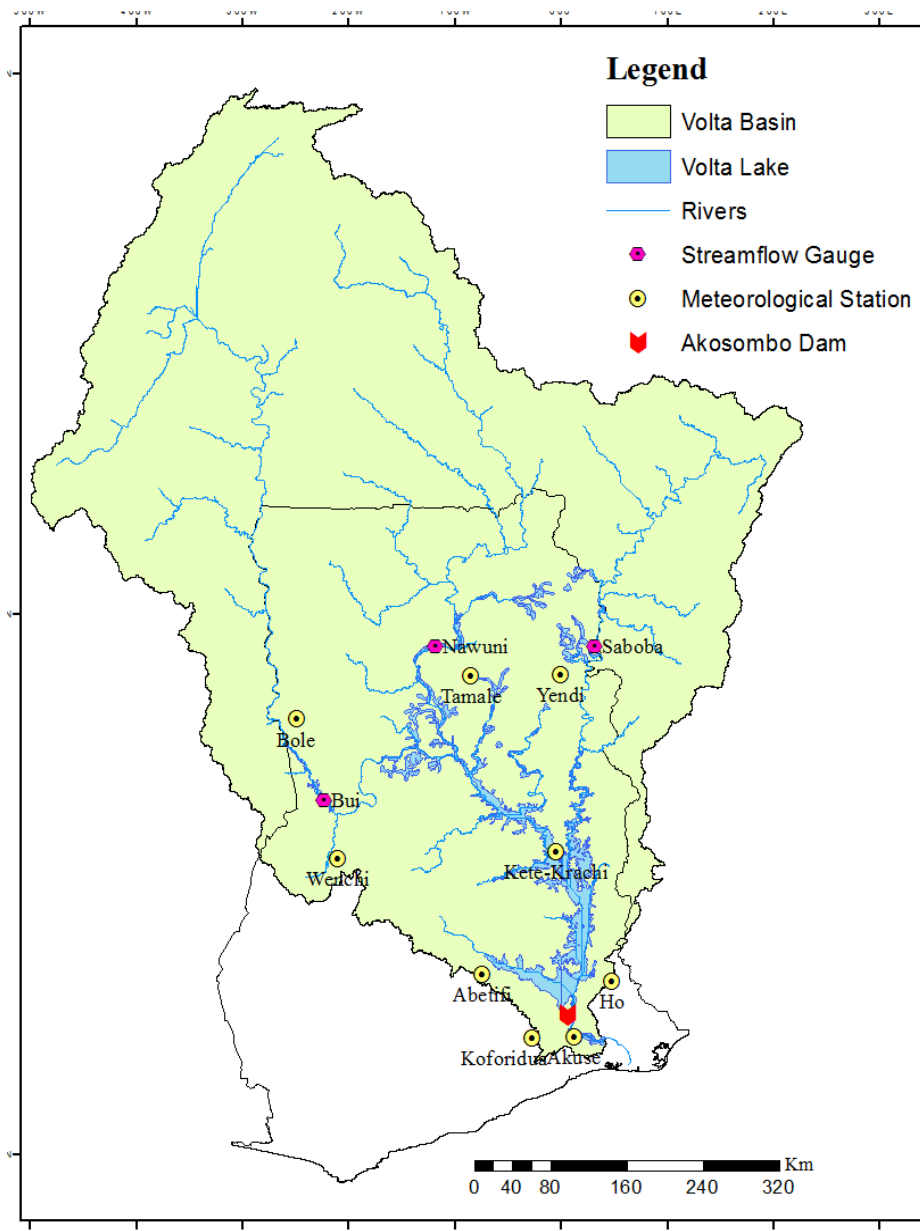 Legend
Volta Basin
Volta Lake
Rivers
Streamflow Gauge
Meteorological Station
Akosombo Dam
Nawuni
Saboba
Tamale
Yendi
Bole
Bui
Wenchi
Kete-Krachi
Abetifi
Ho
Koforidua
Akuse
Km
0 40 80 160 240 320